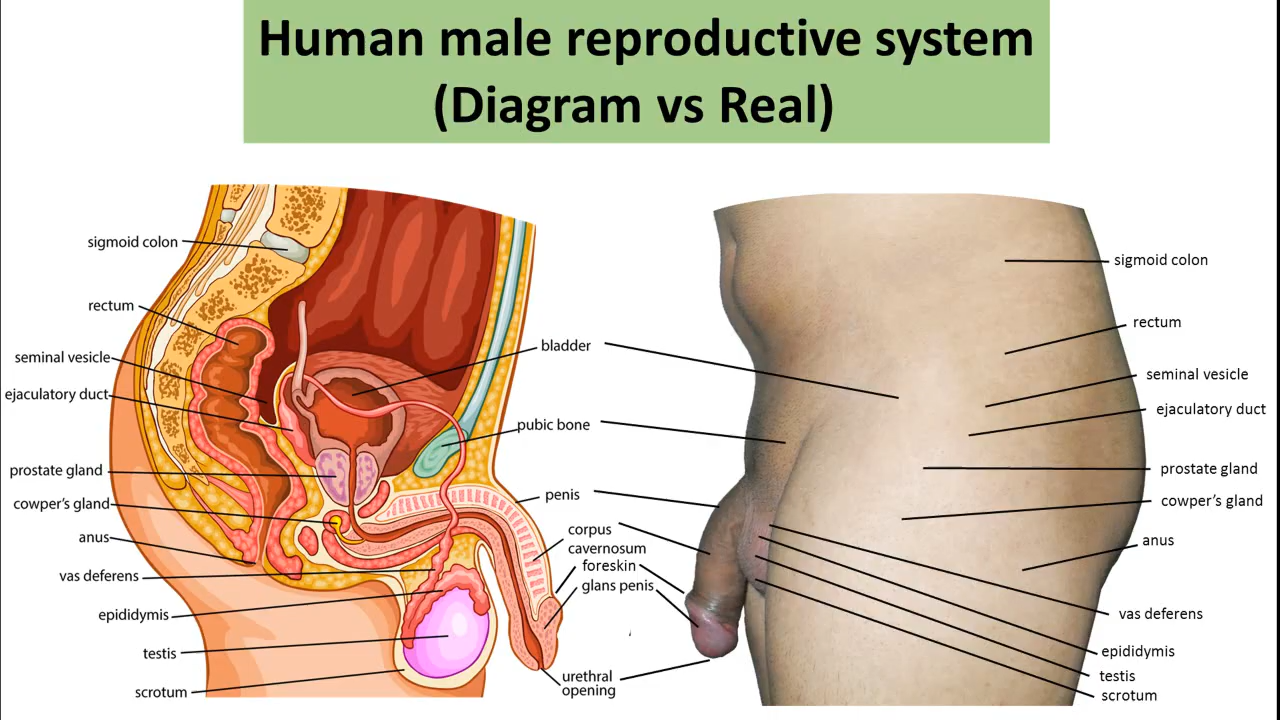 Human male reproductive system
(Diagram vs Real)
sigmoid colon
rectum
seminal vesicle
ejaculatory duct
prostate gland
cowper's gland
anus
vas deferens
epididymis
testis
scrotum
bladder
pubic bone
penis
corpus
cavernosum
foreskin
glans penis
urethral
opening
sigmoid colon
rectum
seminal vesicle
ejaculatory duct
prostate gland
cowper's gland
anus
vas deferens
epididymis
testis
scrotum